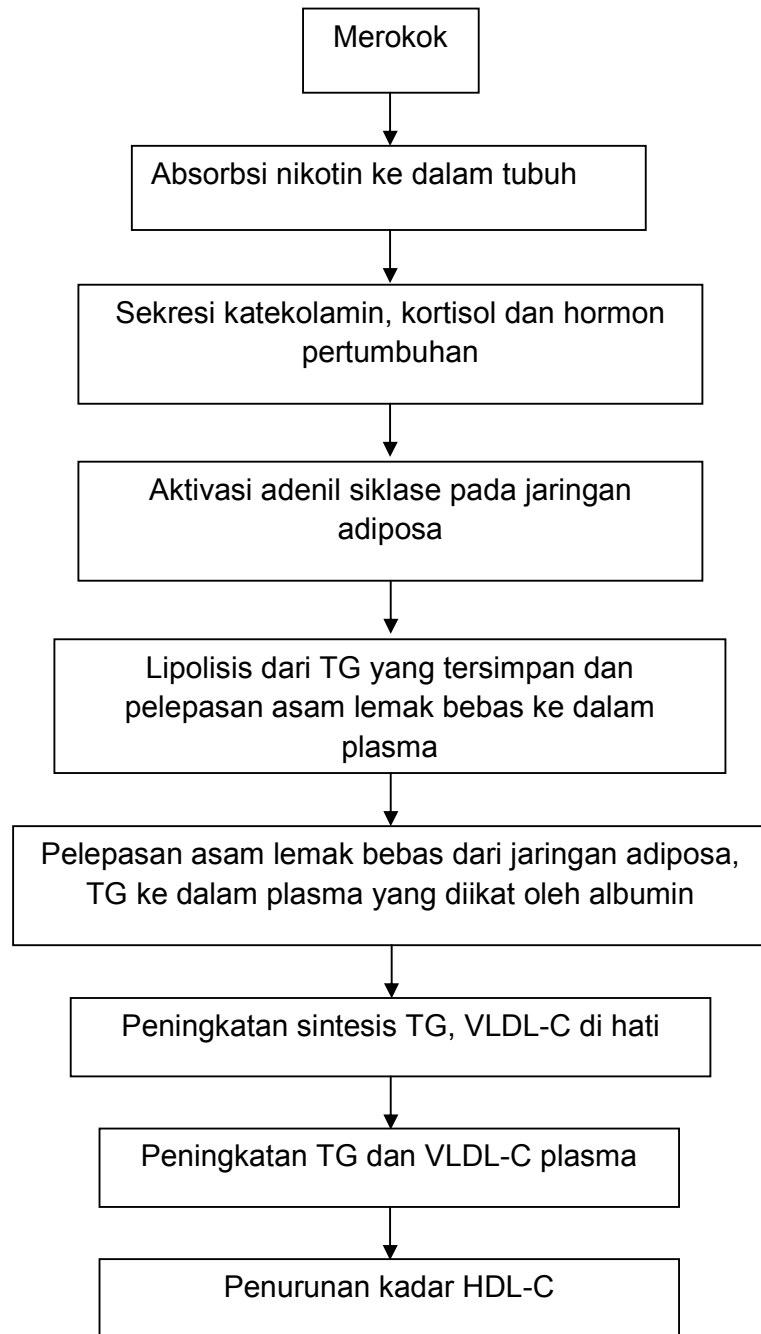 Merokok
Absorbsi nikotin ke dalam tubuh
Sekresi katekolamin, kortisol dan hormon
pertumbuhan
Aktivasi adenil siklase pada jaringan
adiposa
Lipolisis dari TG yang tersimpan dan
pelepasan asam lemak bebas ke dalam
plasma
Pelepasan asam lemak bebas dari jaringan adiposa,
TG ke dalam plasma yang diikat oleh albumin
Peningkatan sintesis TG, VLDL-C di hati
Peningkatan TG dan VLDL-C plasma
Penurunan kadar HDL-C